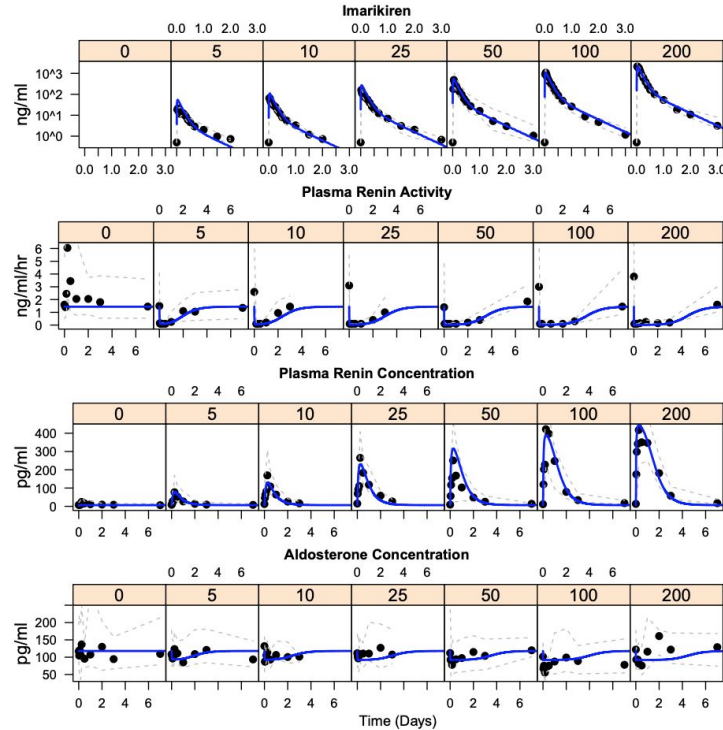 Imarikiren
0.0 1.0 2.0 3.0 0.0 1.0 2.0 3.0 0.0 1.0 2.0 3.0
0 5 10 25 50 100 200
ng/ml
10^3
10^2
10^1
10^0
0.0 1.0 2.0 3.0 0.0 1.0 2.0 3.0 0.0 1.0 2.0 3.0 0.0 1.0 2.0 3.0
Plasma Renin Activity
0 2 4 6 0 2 4 6 0 2 4 6
0 5 10 25 50 100 200
ng/ml/hr
6
5
4
3
2
1
0
0 2 4 6 0 2 4 6 0 2 4 6 0 2 4 6
Plasma Renin Concentration
0 2 4 6 0 2 4 6 0 2 4 6
0 5 10 25 50 100 200
pg/ml
400
300
200
100
0
0 2 4 6 0 2 4 6 0 2 4 6 0 2 4 6
Aldosterone Concentration
0 2 4 6 0 2 4 6 0 2 4 6
0 5 10 25 50 100 200
pg/ml
200
150
100
50
0 2 4 6 0 2 4 6 0 2 4 6 0 2 4 6
Time (Days)